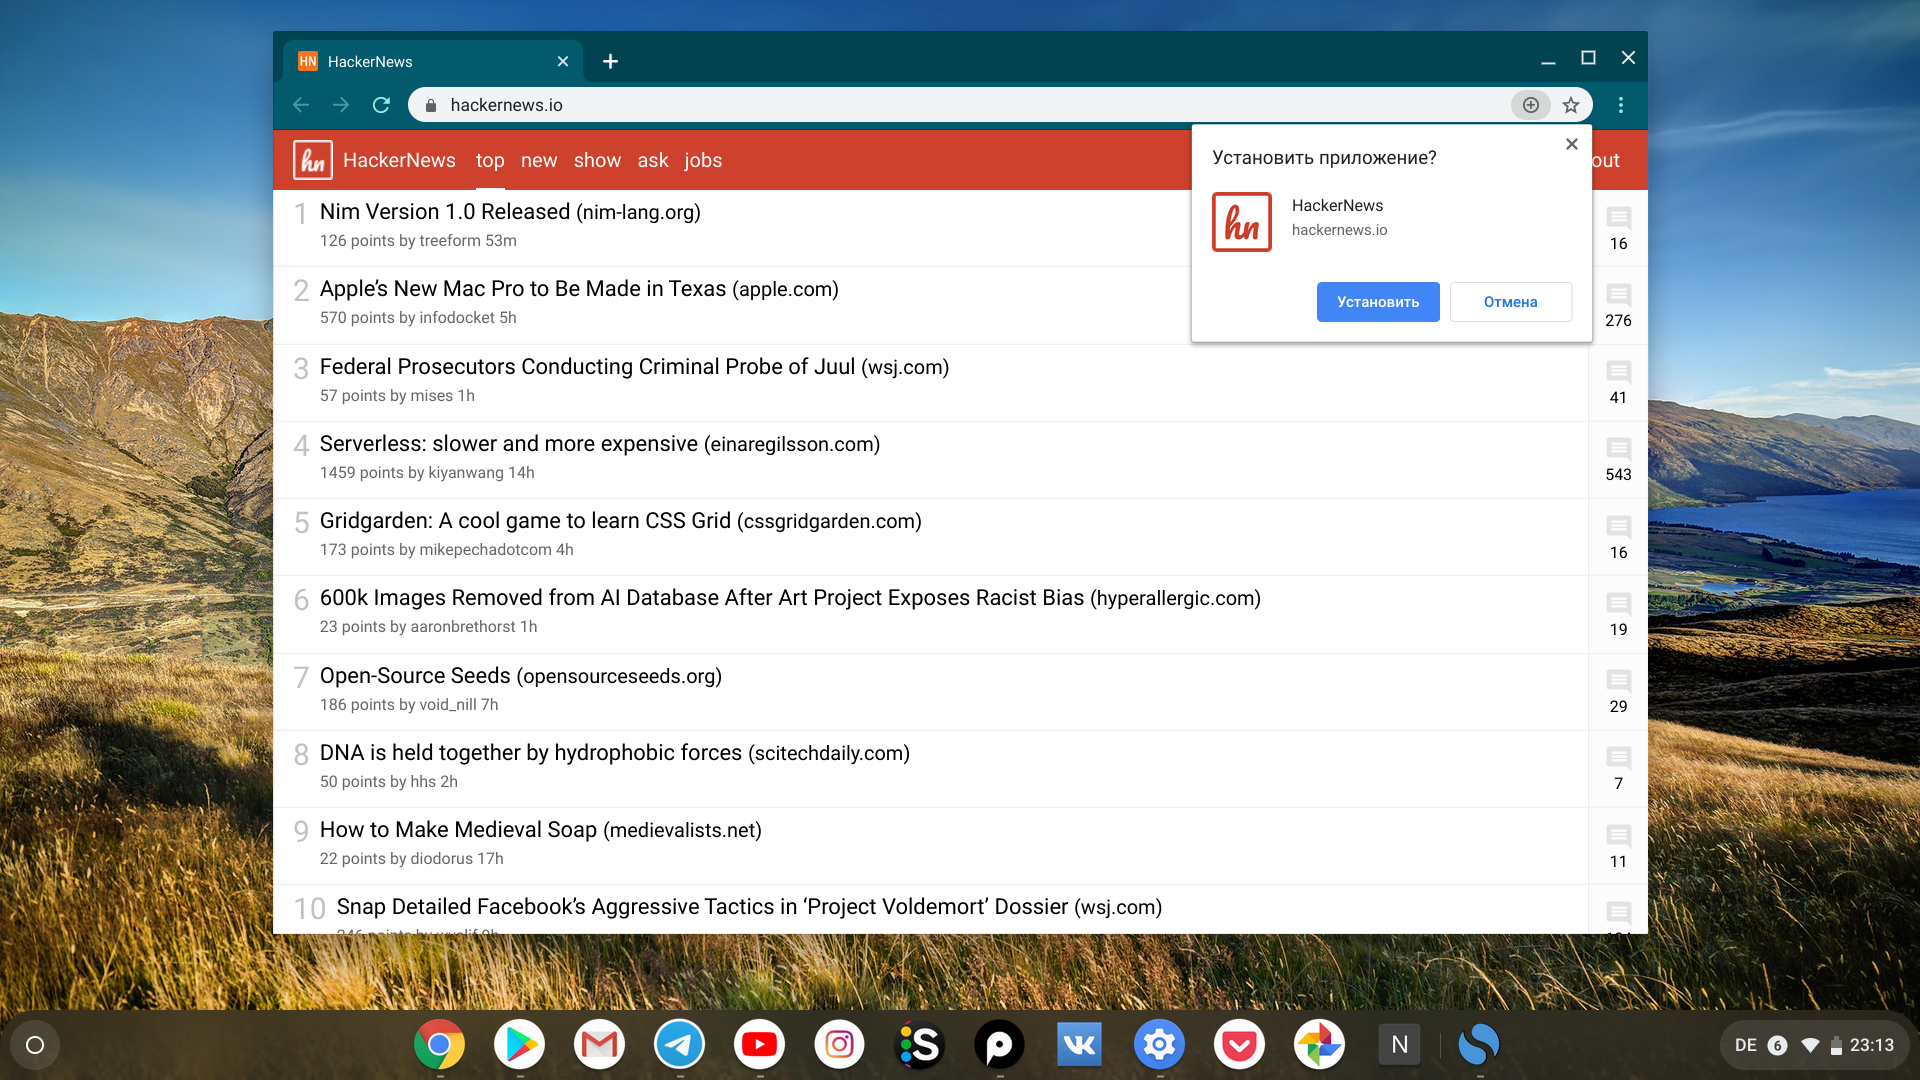 HN HackerNews
hackernews.io
hn HackerNews top new show ask jobs out
Установить приложение?
hn HackerNews
hackernews.io
Установить Отмена
1 Nim Version 1.0 Released (nim-lang.org)
126 points by treeform 53m
16
2 Apple’s New Mac Pro to Be Made in Texas (apple.com)
570 points by infodocket 5h
276
3 Federal Prosecutors Conducting Criminal Probe of Juul (wsj.com)
57 points by mises 1h
41
4 Serverless: slower and more expensive (einaregilsson.com)
1459 points by kiyanwang 14h
543
5 Gridgarden: A cool game to learn CSS Grid (cssgridgarden.com)
173 points by mikepechadotcom 4h
16
6 600k Images Removed from AI Database After Art Project Exposes Racist Bias (hyperallergic.com)
23 points by aaronbrethorst 1h
19
7 Open-Source Seeds (opensourceseeds.org)
186 points by void_nill 7h
29
8 DNA is held together by hydrophobic forces (scitechdaily.com)
50 points by hhs 2h
7
9 How to Make Medieval Soap (medievalists.net)
22 points by diodorus 17h
11
10 Snap Detailed Facebook’s Aggressive Tactics in ‘Project Voldemort’ Dossier (wsj.com)
N
DE 6 23:13